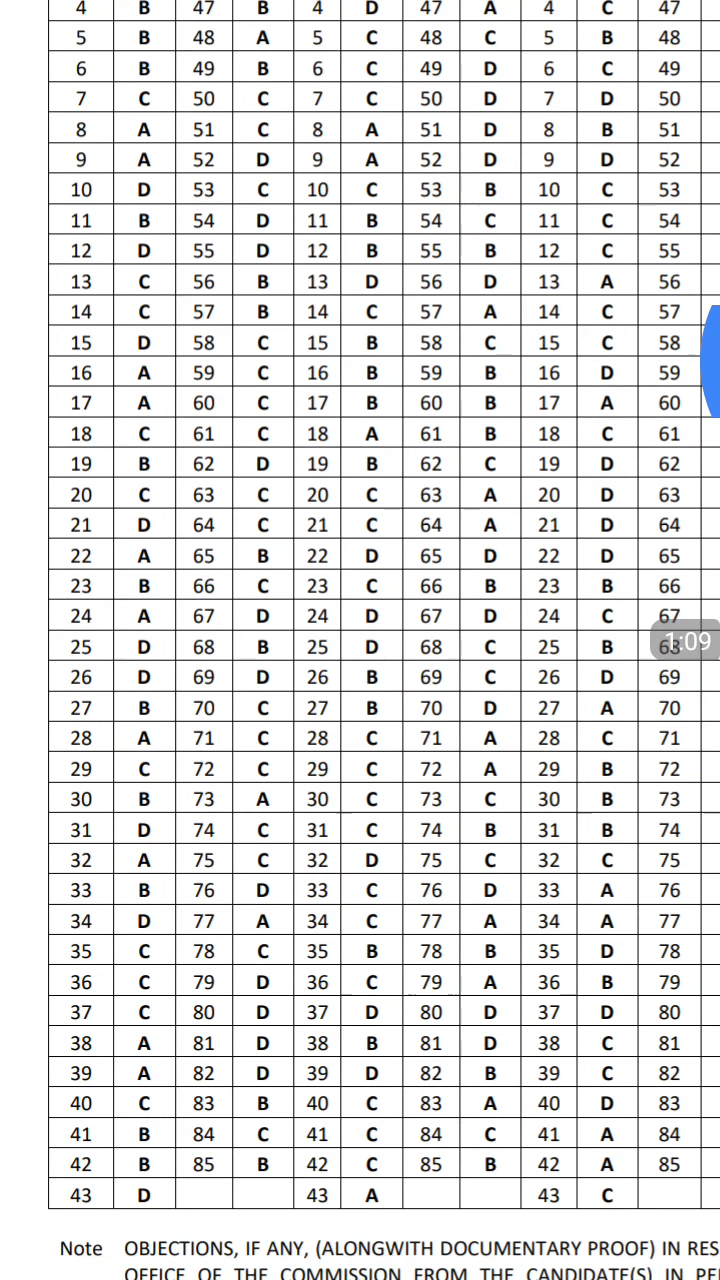 4 B 47 B 4 D 47 A 4 C 47
5 B 48 A 5 C 48 C 5 B 48
6 B 49 B 6 C 49 D 6 C 49
7 C 50 C 7 C 50 D 7 D 50
8 A 51 C 8 A 51 D 8 B 51
9 A 52 D 9 A 52 D 9 D 52
10 D 53 C 10 C 53 B 10 C 53
11 B 54 D 11 B 54 C 11 C 54
12 D 55 D 12 B 55 B 12 C 55
13 C 56 B 13 D 56 D 13 A 56
14 C 57 B 14 C 57 A 14 C 57
15 D 58 C 15 B 58 C 15 C 58
16 A 59 C 16 B 59 B 16 D 59
17 A 60 C 17 B 60 B 17 A 60
18 C 61 C 18 A 61 B 18 C 61
19 B 62 D 19 B 62 C 19 D 62
20 C 63 C 20 C 63 A 20 D 63
21 D 64 C 21 C 64 A 21 D 64
22 A 65 B 22 D 65 D 22 D 65
23 B 66 C 23 C 66 B 23 B 66
24 A 67 D 24 D 67 D 24 C 67
25 D 68 B 25 D 68 C 25 B 68
1:09
26 D 69 D 26 B 69 C 26 D 69
27 B 70 C 27 B 70 D 27 A 70
28 A 71 C 28 C 71 A 28 C 71
29 C 72 C 29 C 72 A 29 B 72
30 B 73 A 30 C 73 C 30 B 73
31 D 74 C 31 C 74 B 31 B 74
32 A 75 C 32 D 75 C 32 C 75
33 B 76 D 33 C 76 D 33 A 76
34 D 77 A 34 C 77 A 34 A 77
35 C 78 C 35 B 78 B 35 D 78
36 C 79 D 36 C 79 A 36 B 79
37 C 80 D 37 D 80 D 37 D 80
38 A 81 D 38 B 81 D 38 C 81
39 A 82 D 39 D 82 B 39 C 82
40 C 83 B 40 C 83 A 40 D 83
41 B 84 C 41 C 84 C 41 A 84
42 B 85 B 42 C 85 B 42 A 85
43 D 43 A 43 C
Note OBJECTIONS, IF ANY, (ALONGWITH DOCUMENTARY PROOF) IN RES
OFFICE OF THE COMMISSION FROM THE CANDIDATE(S) IN PE